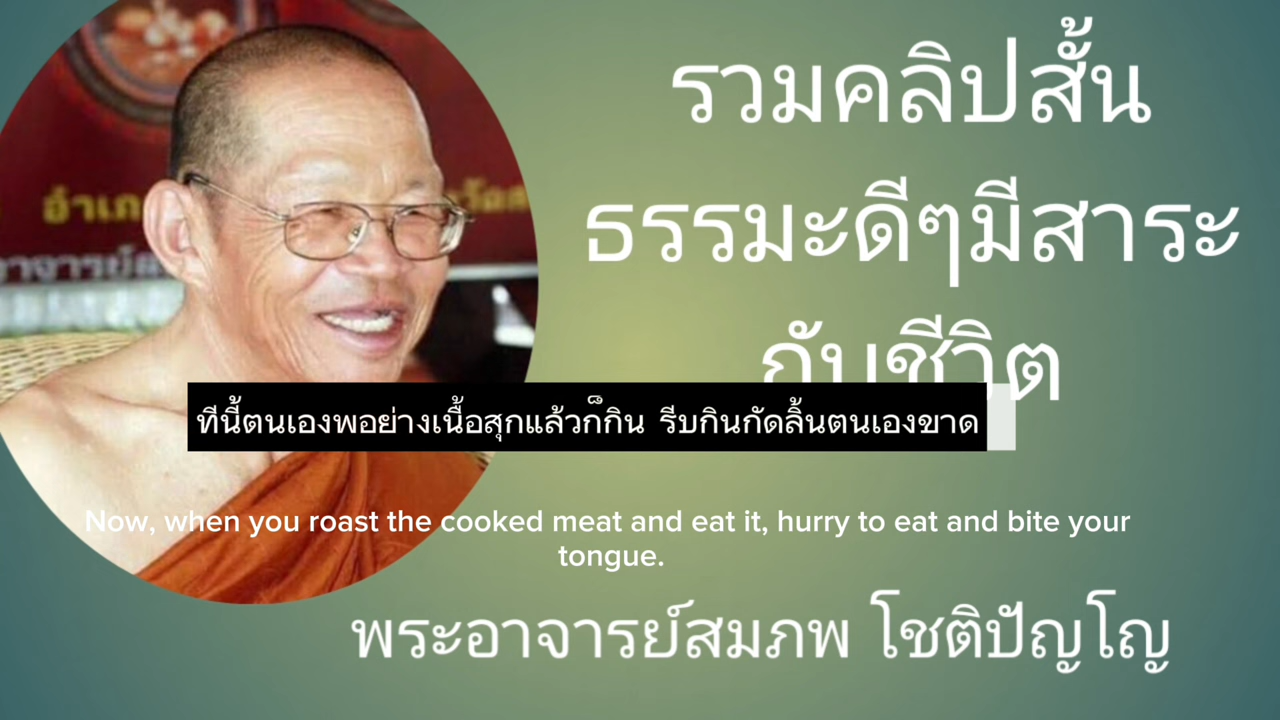 รวมคลิปสั้น
ธรรมะดีๆมีสาระ
กับชีวิต
อำเภ
ทีนี้ตนเองพอย่างเนื้อสุกแล้วก็กิน รีบกินกัดลิ้นตนเองขาด
Now, when you roast the cooked meat and eat it, hurry to eat and bite your
tongue.
พระอาจารย์สมภพ โชติปัญโญ